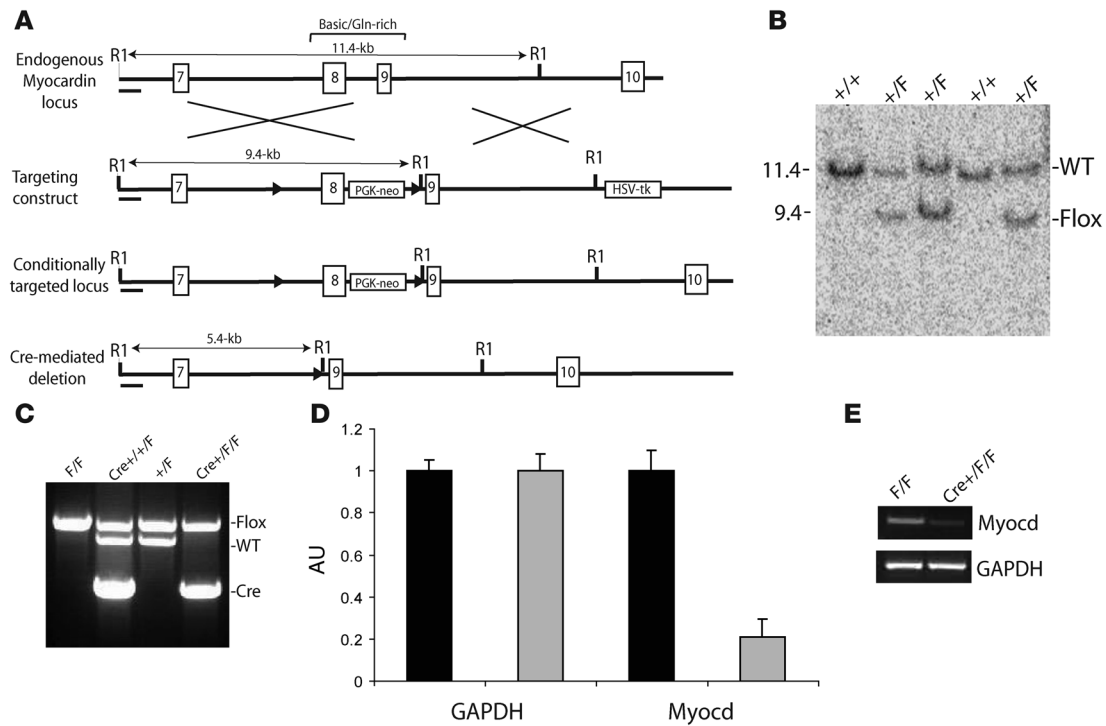 A
Basic/Gln-rich
R1 11.4-kb R1
Endogenous
Myocardin
locus
7 8 9 10
R1 9.4-kb R1 R1
Targeting
construct
7 8 PGK-neo 9 HSV-tk
R1 R1 R1
Conditionally
targeted locus
7 8 PGK-neo 9 10
R1 5.4-kb R1 R1
Cre-mediated
deletion
7 9 10
B
+/+ +/F +/F +/+ +/F
11.4- -WT
9.4- -Flox
C
F/F Cre+/+/F +/F Cre+/F/F
-Flox
-WT
-Cre
D
1.2
1
0.8
0.6
0.4
0.2
0
AU
GAPDH Myocd
E
F/F Cre+/F/F
Myocd
GAPDH